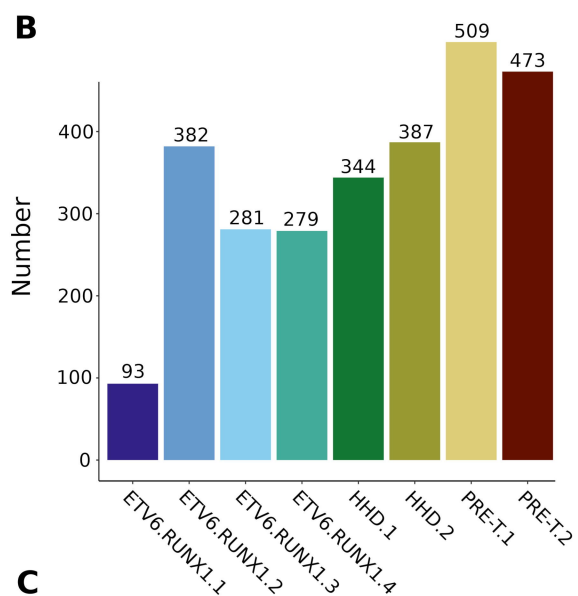 B
509
473
382
387
344
281
279
93
400
300
200
100
0
Number
ETV6.RUNX1.1
ETV6.RUNX1.2
ETV6.RUNX1.3
ETV6.RUNX1.4
HHD.1
HHD.2
PRE-T.1
PRE-T.2
C